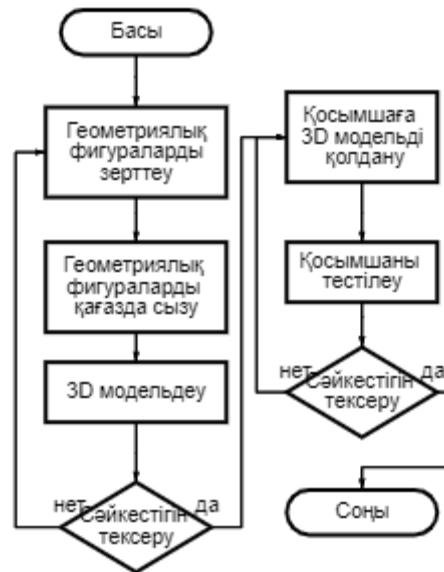 Басы
Геометриялық
фигураларды
зерттеу
Геометриялық
фигураларды
қағазда сызу
3D модельдеу
нет
Сәйкестігін
да
тексеру
Қосымшаға
3D модельді
қолдану
Қосымшаны
тестілеу
нет
Сәйкестігін
да
тексеру
Соңы